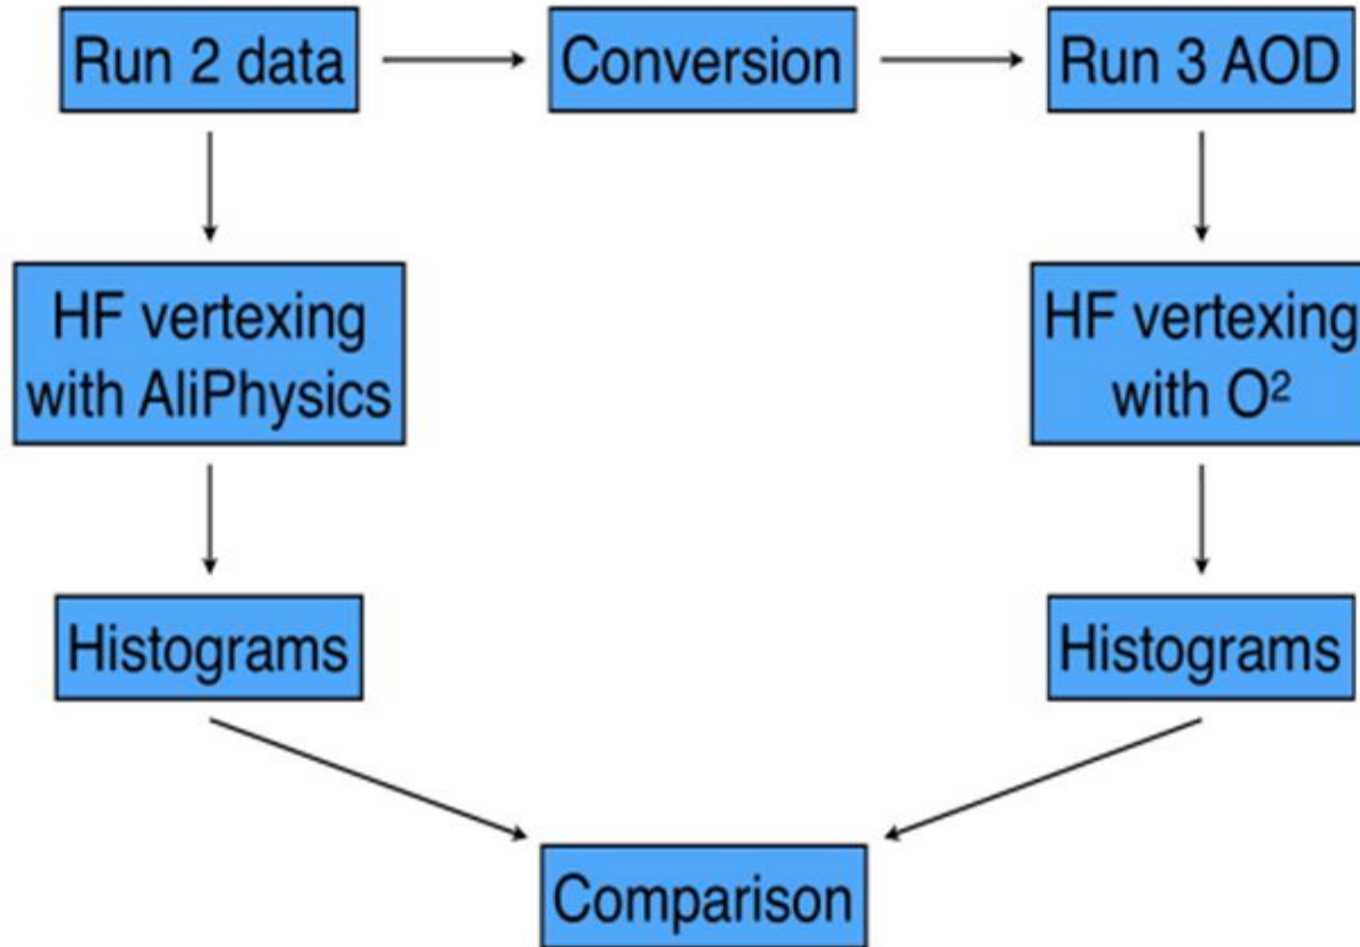 Run 2 data
Conversion
Run 3 AOD
HF vertexing
with AliPhysics
HF vertexing
with O²
Histograms
Histograms
Comparison